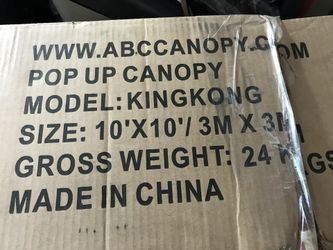 WWW.ABCCANOPY.COM
POP UP CANOPY
MODEL: KINGKONG
SIZE: 10'X10'/ 3M X 3M
GROSS WEIGHT: 24 KGS
MADE IN CHINA